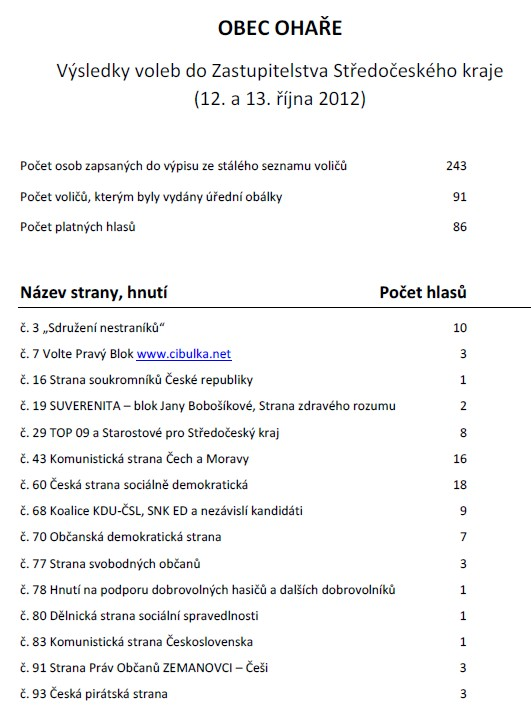 OBEC OHAŘE
Výsledky voleb do Zastupitelstva Středočeského kraje
(12. a 13. října 2012)
Počet osob zapsaných do výpisu ze stálého seznamu voličů 243
Počet voličů, kterým byly vydány úřední obálky 91
Počet platných hlasů 86
Název strany, hnutí Počet hlasů
č. 3 „Sdružení nestraníků“ 10
č. 7 Volte Pravý Blok www.cibulka.net 3
č. 16 Strana soukromníků České republiky 1
č. 19 SUVERENITA – blok Jany Bobošíkové, Strana zdravého rozumu 2
č. 29 TOP 09 a Starostové pro Středočeský kraj 8
č. 43 Komunistická strana Čech a Moravy 16
č. 60 Česká strana sociálně demokratická 18
č. 68 Koalice KDU-ČSL, SNK ED a nezávislí kandidáti 9
č. 70 Občanská demokratická strana 7
č. 77 Strana svobodných občanů 3
č. 78 Hnutí na podporu dobrovolných hasičů a dalších dobrovolníků 1
č. 80 Dělnická strana sociální spravedlnosti 1
č. 83 Komunistická strana Československa 1
č. 91 Strana Práv Občanů ZEMANOVCI – Češi 3
č. 93 Česká pirátská strana 3